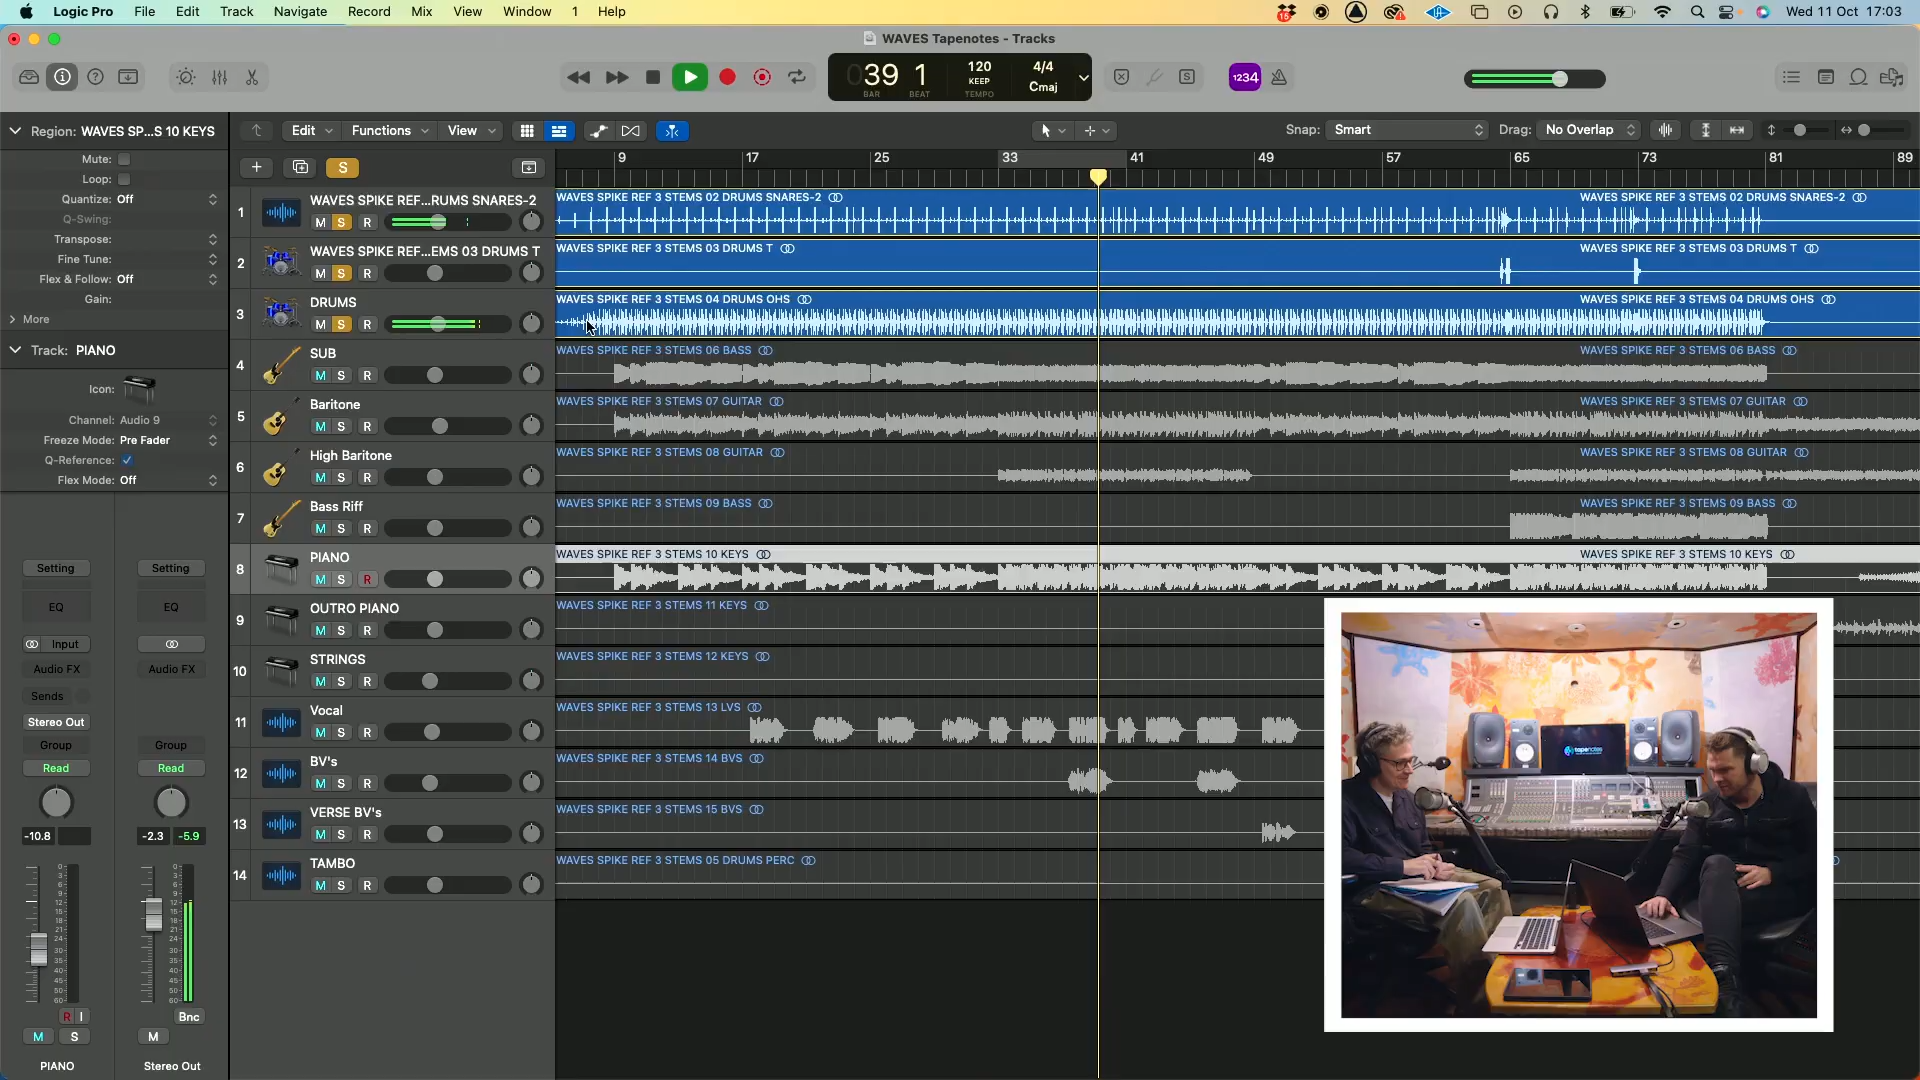 Logic Pro File Edit Track Navigate Record Mix View Window 1 Help
15
Wed 11 Oct 17:03
WAVES Tapenotes - Tracks
039 1
BAR BEAT
120
KEEP
TEMPO
4/4
Cmaj
S
1234
Region: WAVES SP...S 10 KEYS
Mute:
Loop:
Quantize: Off
Q-Swing:
Transpose:
Fine Tune:
Flex & Follow: Off
Gain:
More
Track: PIANO
Icon:
Channel: Audio 9
Freeze Mode: Pre Fader
Q-Reference:
Flex Mode: Off
Setting Setting
EQ EQ
Input
Audio FX Audio FX
Sends
Stereo Out
Group Group
Read Read
-10.8 -2.3 -5.9
R I Bnc
M S M
PIANO Stereo Out
Edit Functions View
Snap: Smart Drag: No Overlap
S
9 17 25 33 41 49 57 65 73 81 89
1 WAVES SPIKE REF...RUMS SNARES-2
M S R
WAVES SPIKE REF 3 STEMS 02 DRUMS SNARES-2 WAVES SPIKE REF 3 STEMS 02 DRUMS SNARES-2
2 WAVES SPIKE REF...EMS 03 DRUMS T
M S R
WAVES SPIKE REF 3 STEMS 03 DRUMS T WAVES SPIKE REF 3 STEMS 03 DRUMS T
3 DRUMS
M S R
WAVES SPIKE REF 3 STEMS 04 DRUMS OHS WAVES SPIKE REF 3 STEMS 04 DRUMS OHS
4 SUB
M S R
WAVES SPIKE REF 3 STEMS 06 BASS WAVES SPIKE REF 3 STEMS 06 BASS
5 Baritone
M S R
WAVES SPIKE REF 3 STEMS 07 GUITAR WAVES SPIKE REF 3 STEMS 07 GUITAR
6 High Baritone
M S R
WAVES SPIKE REF 3 STEMS 08 GUITAR WAVES SPIKE REF 3 STEMS 08 GUITAR
7 Bass Riff
M S R
WAVES SPIKE REF 3 STEMS 09 BASS WAVES SPIKE REF 3 STEMS 09 BASS
8 PIANO
M S R
WAVES SPIKE REF 3 STEMS 10 KEYS WAVES SPIKE REF 3 STEMS 10 KEYS
9 OUTRO PIANO
M S R
WAVES SPIKE REF 3 STEMS 11 KEYS
10 STRINGS
M S R
WAVES SPIKE REF 3 STEMS 12 KEYS
11 Vocal
M S R
WAVES SPIKE REF 3 STEMS 13 LVS
12 BV's
M S R
WAVES SPIKE REF 3 STEMS 14 BVS
13 VERSE BV's
M S R
WAVES SPIKE REF 3 STEMS 15 BVS
14 TAMBO
M S R
WAVES SPIKE REF 3 STEMS 05 DRUMS PERC
tapenotes